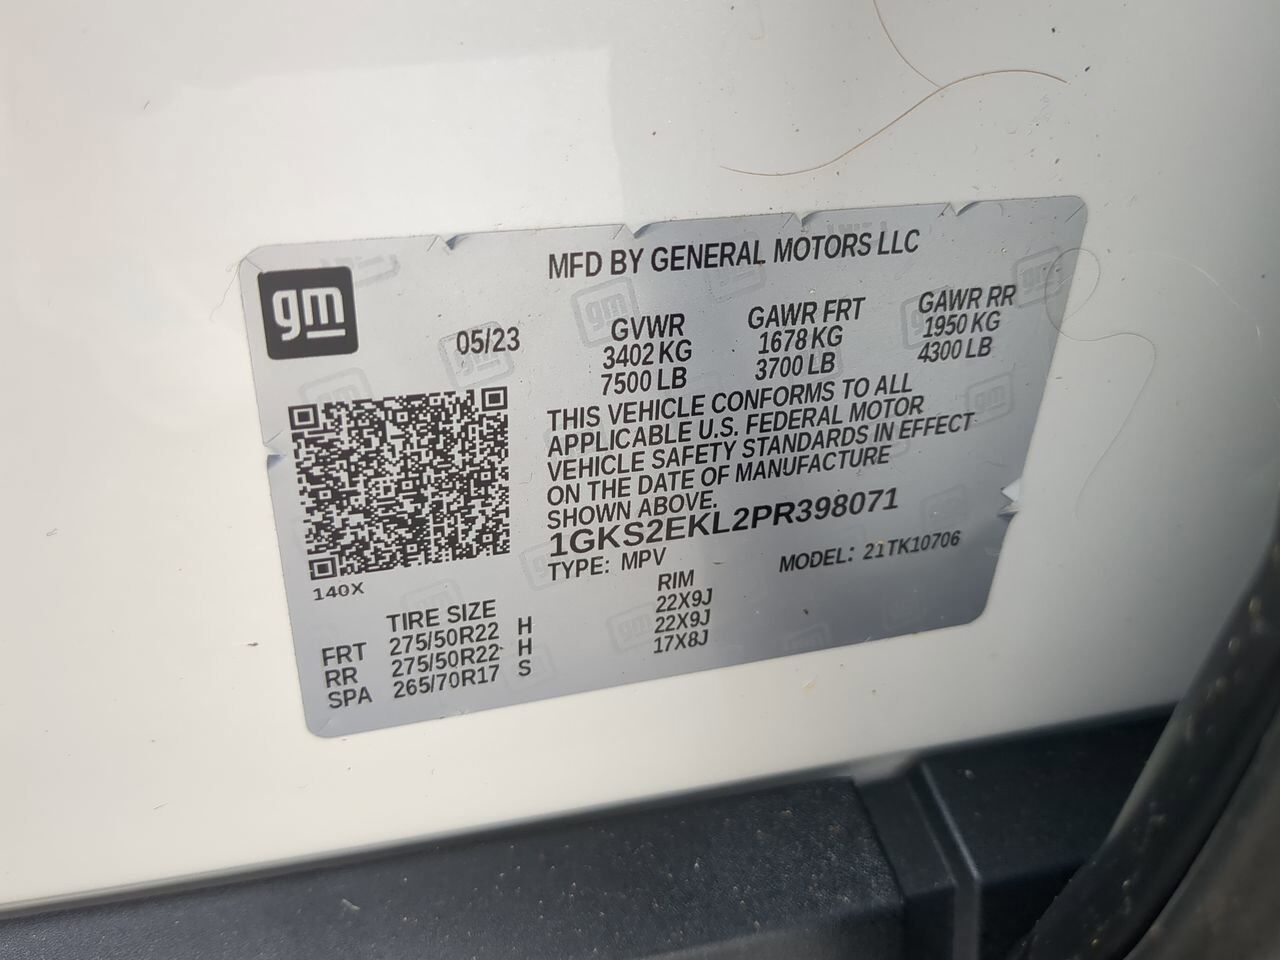 gm
MFD BY GENERAL MOTORS LLC
05/23
GVWR GAWR FRT GAWR RR
3402 KG 1678 KG 1950 KG
7500 LB 3700 LB 4300 LB
THIS VEHICLE CONFORMS TO ALL
APPLICABLE U.S. FEDERAL MOTOR
VEHICLE SAFETY STANDARDS IN EFFECT
ON THE DATE OF MANUFACTURE
SHOWN ABOVE.
1GKS2EKL2PR398071
TYPE: MPV MODEL: 21TK10706
140X
TIRE SIZE RIM
FRT 275/50R22 H 22X9J
RR 275/50R22 H 22X9J
SPA 265/70R17 S 17X8J